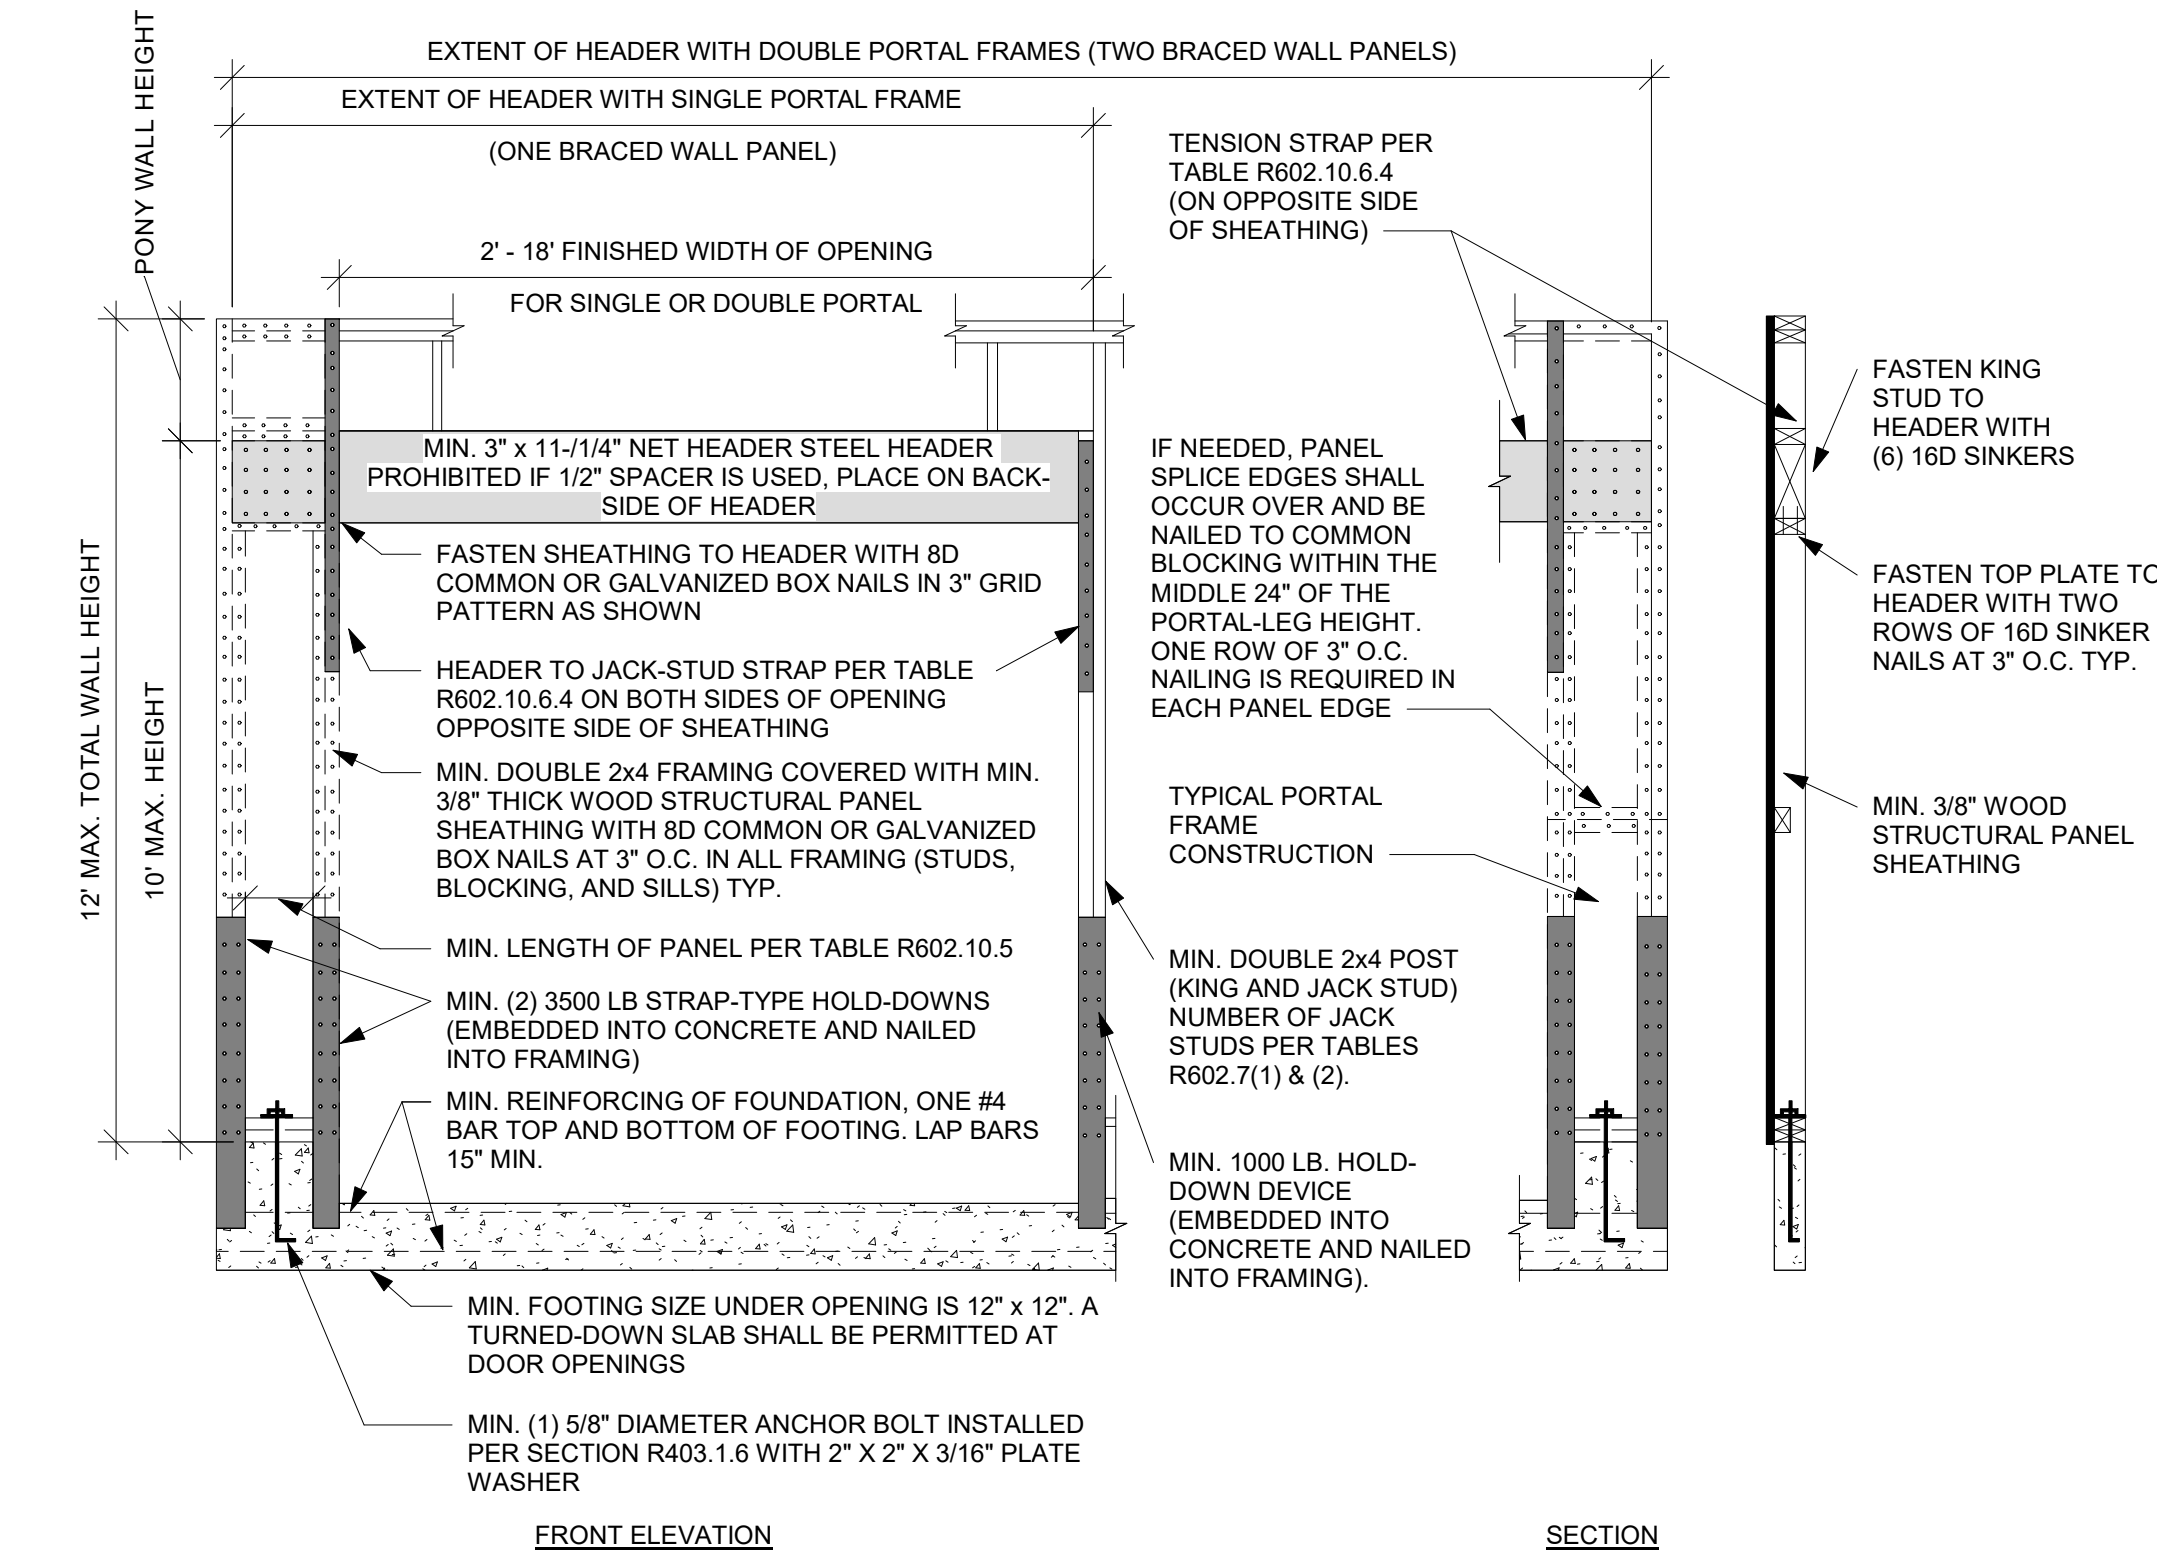 EXTENT OF HEADER WITH DOUBLE PORTAL FRAMES (TWO BRACED WALL PANELS)
EXTENT OF HEADER WITH SINGLE PORTAL FRAME
(ONE BRACED WALL PANEL)
2' - 18' FINISHED WIDTH OF OPENING
FOR SINGLE OR DOUBLE PORTAL
PONY WALL HEIGHT
12' MAX. TOTAL WALL HEIGHT
10' MAX. HEIGHT
MIN. 3" x 11-/1/4" NET HEADER STEEL HEADER
PROHIBITED IF 1/2" SPACER IS USED, PLACE ON BACK-
SIDE OF HEADER
FASTEN SHEATHING TO HEADER WITH 8D
COMMON OR GALVANIZED BOX NAILS IN 3" GRID
PATTERN AS SHOWN
HEADER TO JACK-STUD STRAP PER TABLE
R602.10.6.4 ON BOTH SIDES OF OPENING
OPPOSITE SIDE OF SHEATHING
MIN. DOUBLE 2x4 FRAMING COVERED WITH MIN.
3/8" THICK WOOD STRUCTURAL PANEL
SHEATHING WITH 8D COMMON OR GALVANIZED
BOX NAILS AT 3" O.C. IN ALL FRAMING (STUDS,
BLOCKING, AND SILLS) TYP.
MIN. LENGTH OF PANEL PER TABLE R602.10.5
MIN. (2) 3500 LB STRAP-TYPE HOLD-DOWNS
(EMBEDDED INTO CONCRETE AND NAILED
INTO FRAMING)
MIN. REINFORCING OF FOUNDATION, ONE #4
BAR TOP AND BOTTOM OF FOOTING. LAP BARS
15" MIN.
MIN. FOOTING SIZE UNDER OPENING IS 12" x 12". A
TURNED-DOWN SLAB SHALL BE PERMITTED AT
DOOR OPENINGS
MIN. (1) 5/8" DIAMETER ANCHOR BOLT INSTALLED
PER SECTION R403.1.6 WITH 2" X 2" X 3/16" PLATE
WASHER
FRONT ELEVATION
TENSION STRAP PER
TABLE R602.10.6.4
(ON OPPOSITE SIDE
OF SHEATHING)
IF NEEDED, PANEL
SPLICE EDGES SHALL
OCCUR OVER AND BE
NAILED TO COMMON
BLOCKING WITHIN THE
MIDDLE 24" OF THE
PORTAL-LEG HEIGHT.
ONE ROW OF 3" O.C.
NAILING IS REQUIRED IN
EACH PANEL EDGE
TYPICAL PORTAL
FRAME
CONSTRUCTION
MIN. DOUBLE 2x4 POST
(KING AND JACK STUD)
NUMBER OF JACK
STUDS PER TABLES
R602.7(1) & (2).
MIN. 1000 LB. HOLD-
DOWN DEVICE
(EMBEDDED INTO
CONCRETE AND NAILED
INTO FRAMING).
FASTEN KING
STUD TO
HEADER WITH
(6) 16D SINKERS
FASTEN TOP PLATE TO
HEADER WITH TWO
ROWS OF 16D SINKER
NAILS AT 3" O.C. TYP.
MIN. 3/8" WOOD
STRUCTURAL PANEL
SHEATHING
SECTION